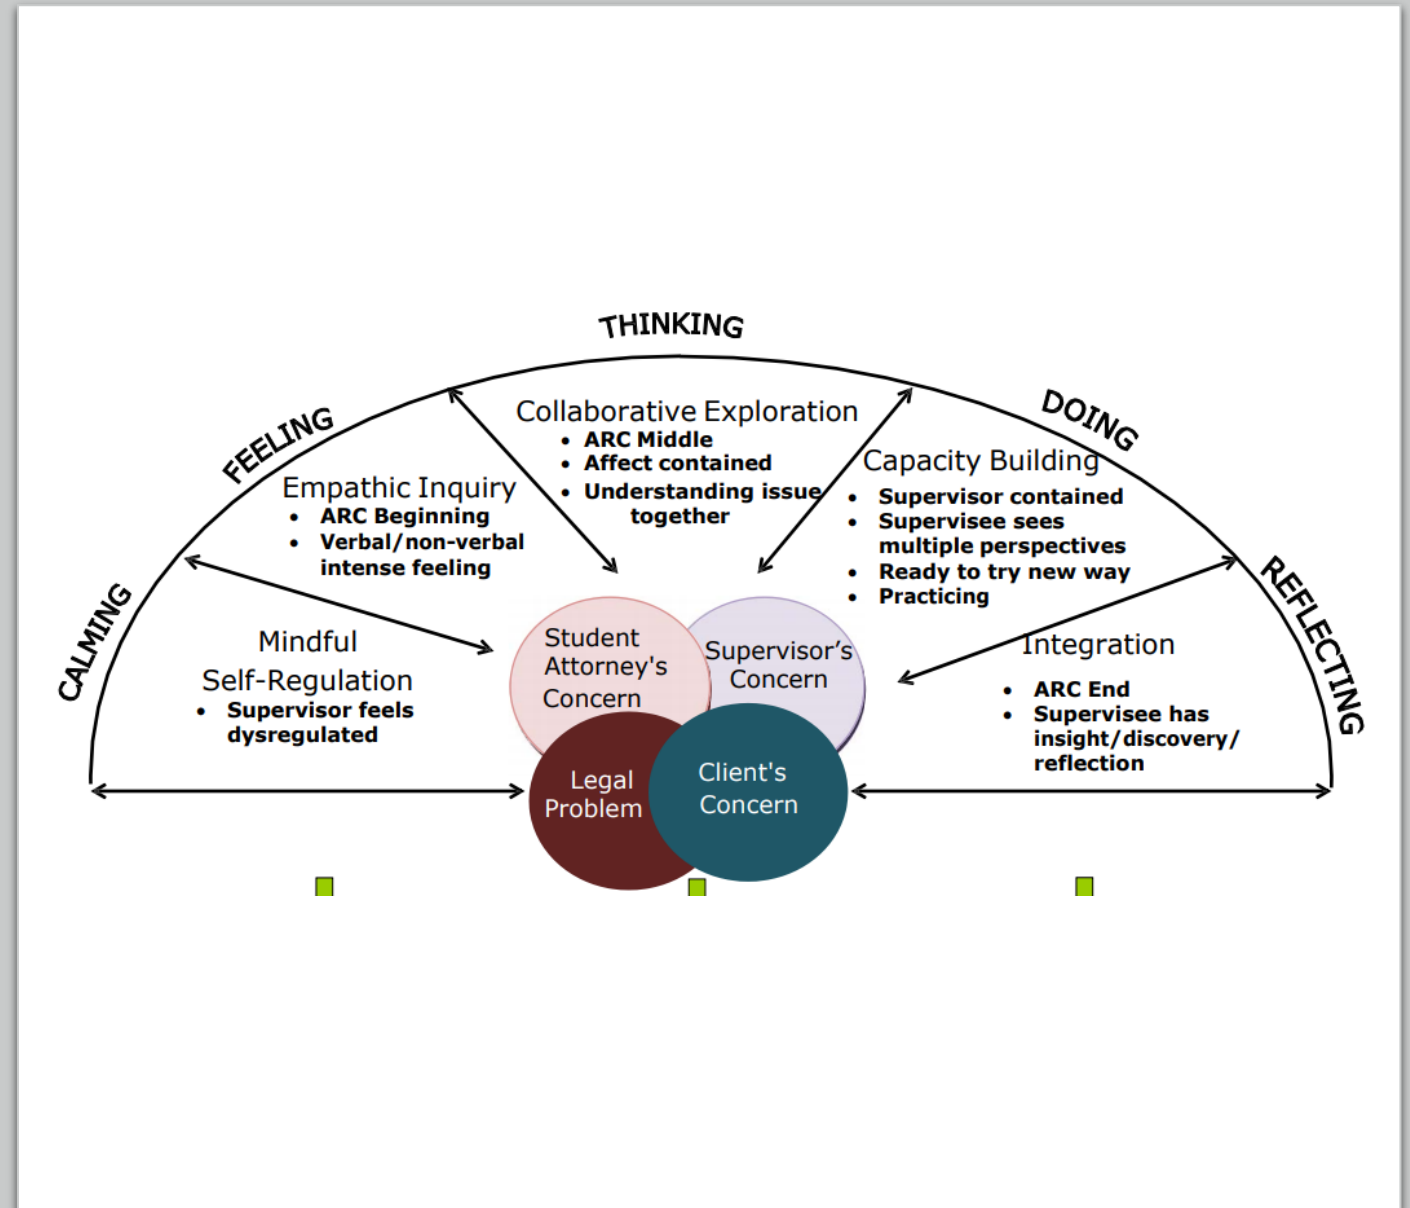 THINKING
FEELING
DOING
CALMING
REFLECTING
Collaborative Exploration
• ARC Middle
• Affect contained
• Understanding issue
together
Empathic Inquiry
• ARC Beginning
• Verbal/non-verbal
intense feeling
Capacity Building
• Supervisor contained
• Supervisee sees
multiple perspectives
• Ready to try new way
• Practicing
Mindful
Self-Regulation
• Supervisor feels
dysregulated
Integration
• ARC End
• Supervisee has
insight/discovery/
reflection
Student
Attorney's
Concern
Supervisor’s
Concern
Legal
Problem
Client's
Concern